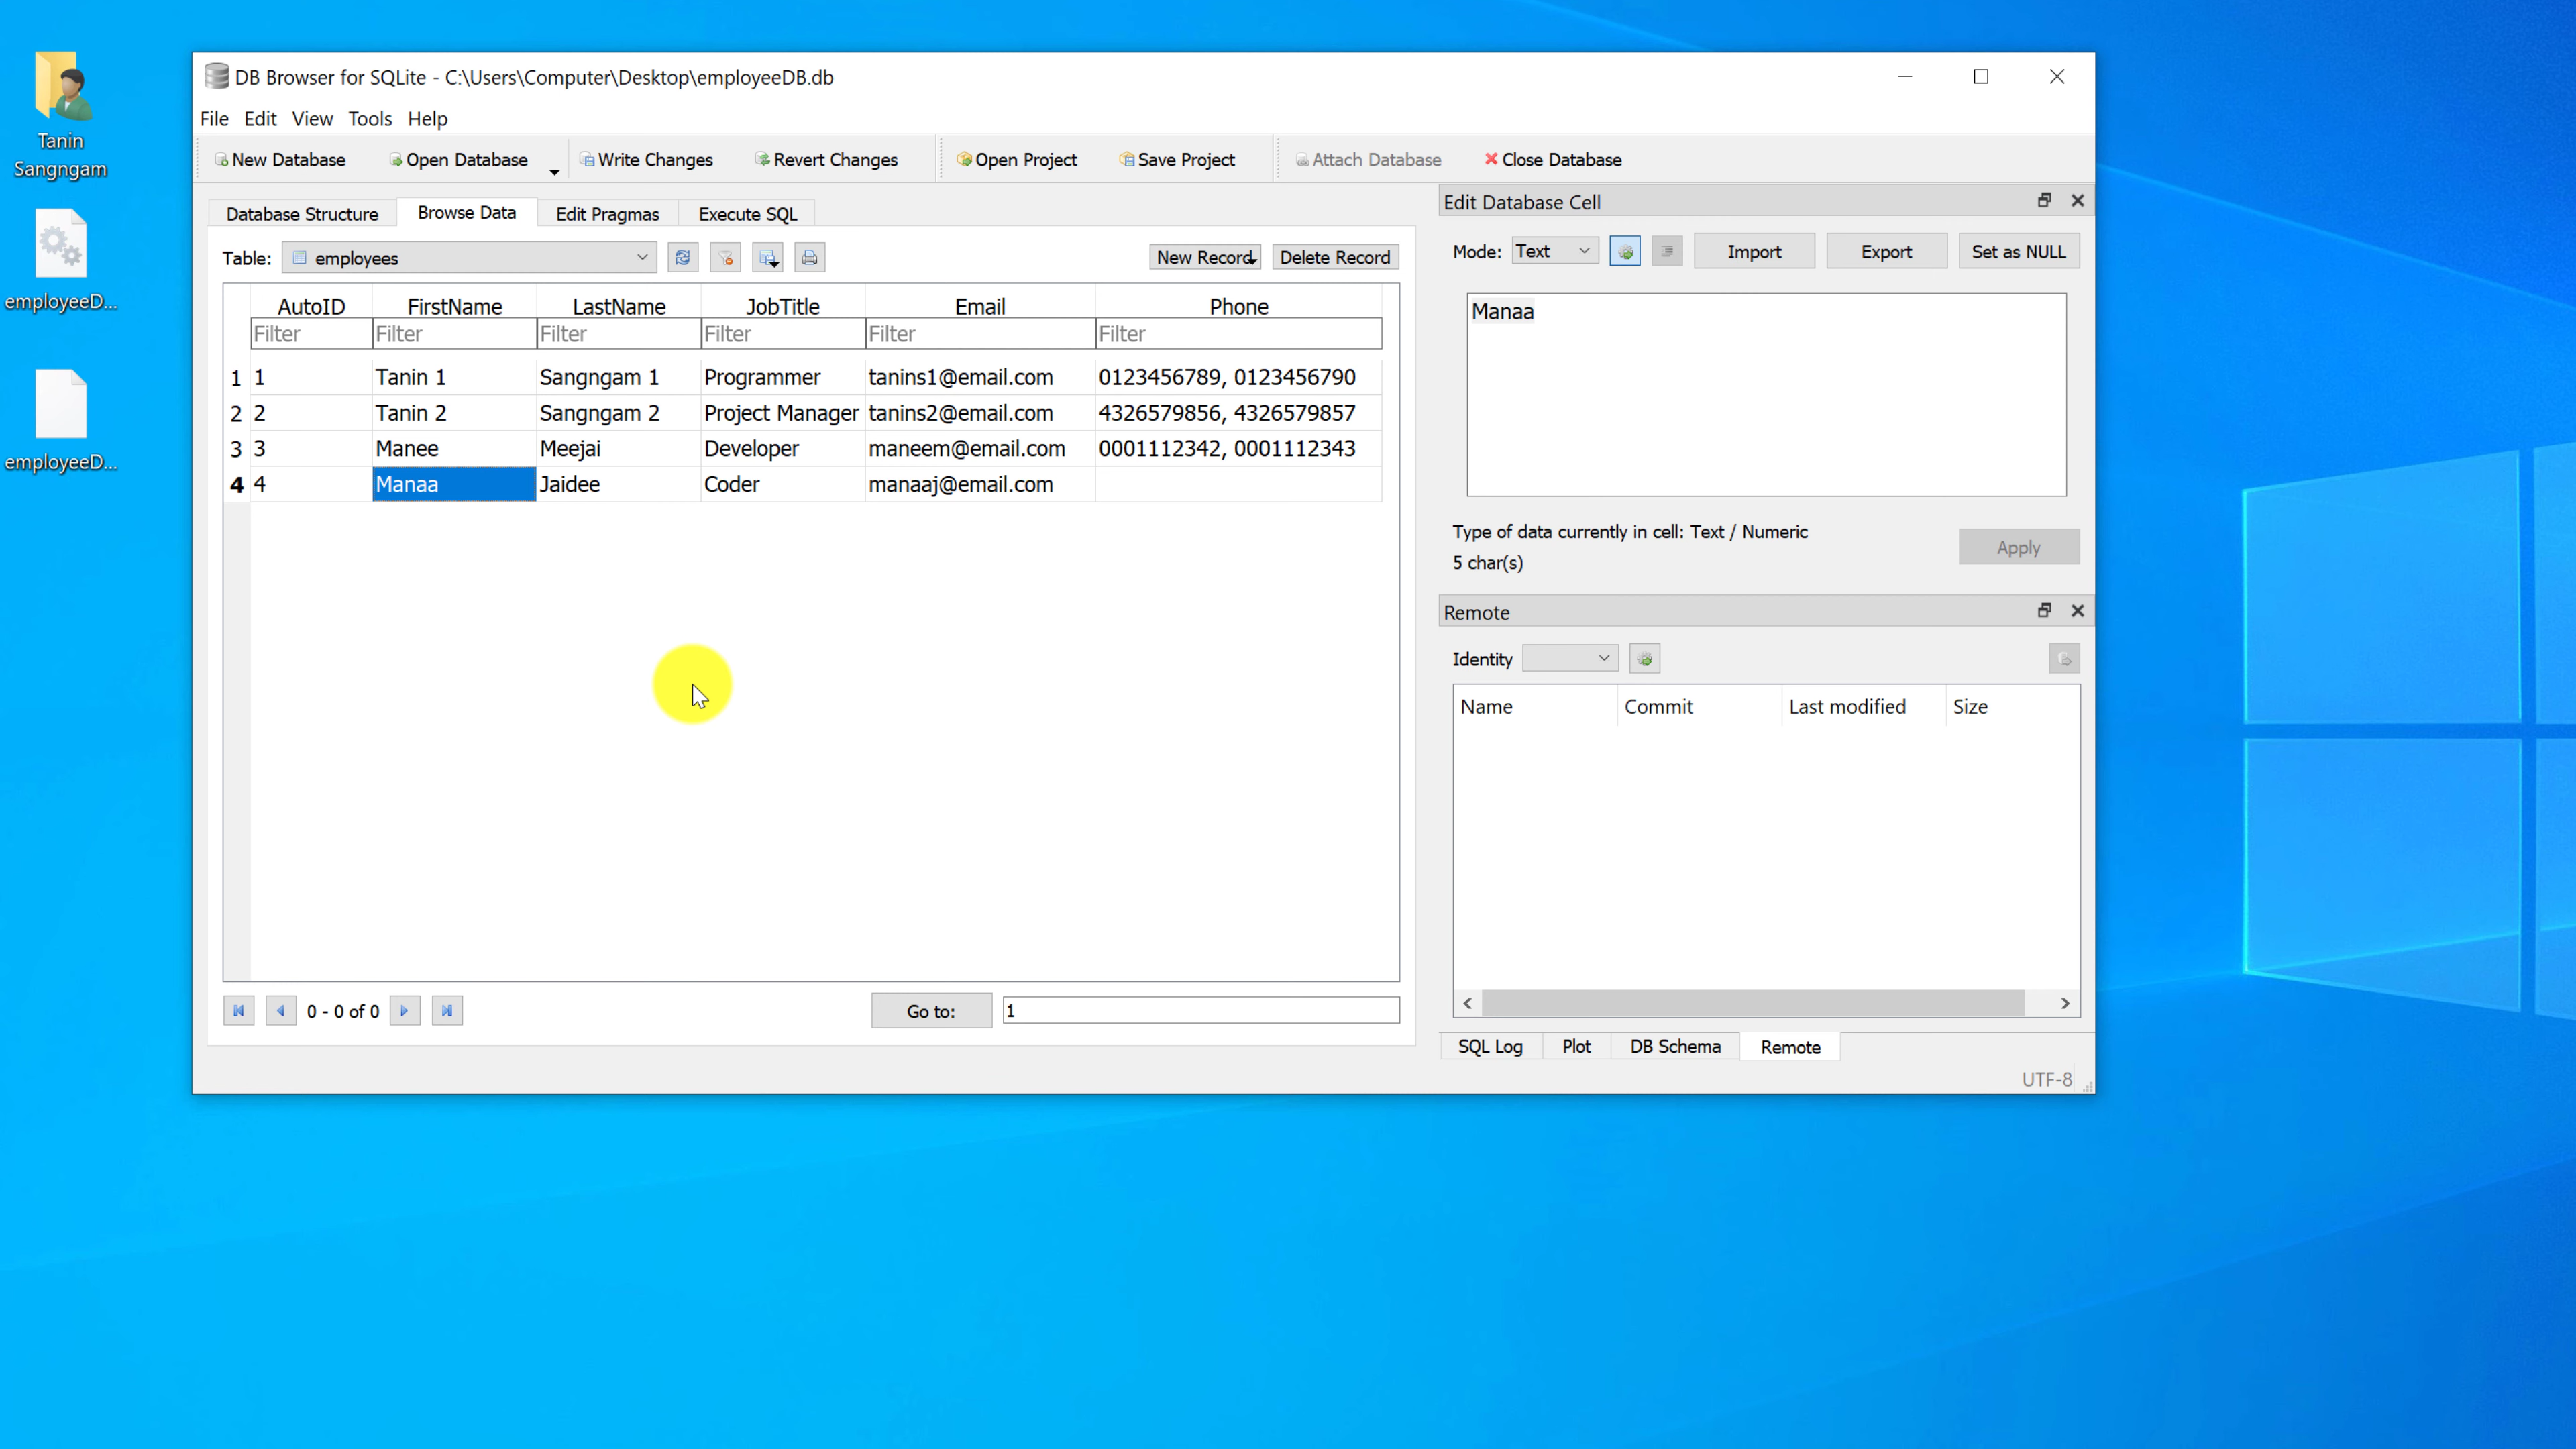 Tanin
Sangngam
employeeD...
employeeD...
DB Browser for SQLite - C:\Users\Computer\Desktop\employeeDB.db
File Edit View Tools Help
New Database Open Database Write Changes Revert Changes Open Project Save Project Attach Database Close Database
Database Structure Browse Data Edit Pragmas Execute SQL
Table: employees New Record Delete Record
AutoID FirstName LastName JobTitle Email Phone
Filter Filter Filter Filter Filter Filter
1 1 Tanin 1 Sangngam 1 Programmer tanins1@email.com 0123456789, 0123456790
2 2 Tanin 2 Sangngam 2 Project Manager tanins2@email.com 4326579856, 4326579857
3 3 Manee Meejai Developer maneem@email.com 0001112342, 0001112343
4 4 Manaa Jaidee Coder manaaj@email.com
0 - 0 of 0 Go to: 1
Edit Database Cell
Mode: Text Import Export Set as NULL
Manaa
Type of data currently in cell: Text / Numeric
5 char(s)
Apply
Remote
Identity
Name Commit Last modified Size
SQL Log Plot DB Schema Remote
UTF-8